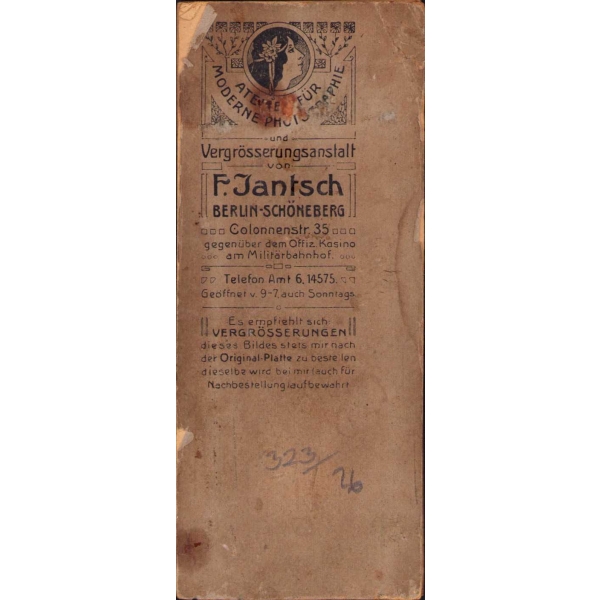 ATELIER FÜR
MODERNE PHOTOGRAPHIE
und
Vergrösserungsanstalt
von
F. Jantsch
BERLIN-SCHÖNEBERG
Colonnenstr. 35
gegenüber dem Offiz. Kasino
am Militärbahnhof.
Telefon Amt 6, 14575.
Geöffnet v. 9-7, auch Sonntags
Es empfiehlt sich
VERGRÖSSERUNGEN
dieses Bildes stets mir nach
der Original-Platte zu bestellen
dieselbe wird bei mir (auch für
Nachbestellung) aufbewahrt
323/
26